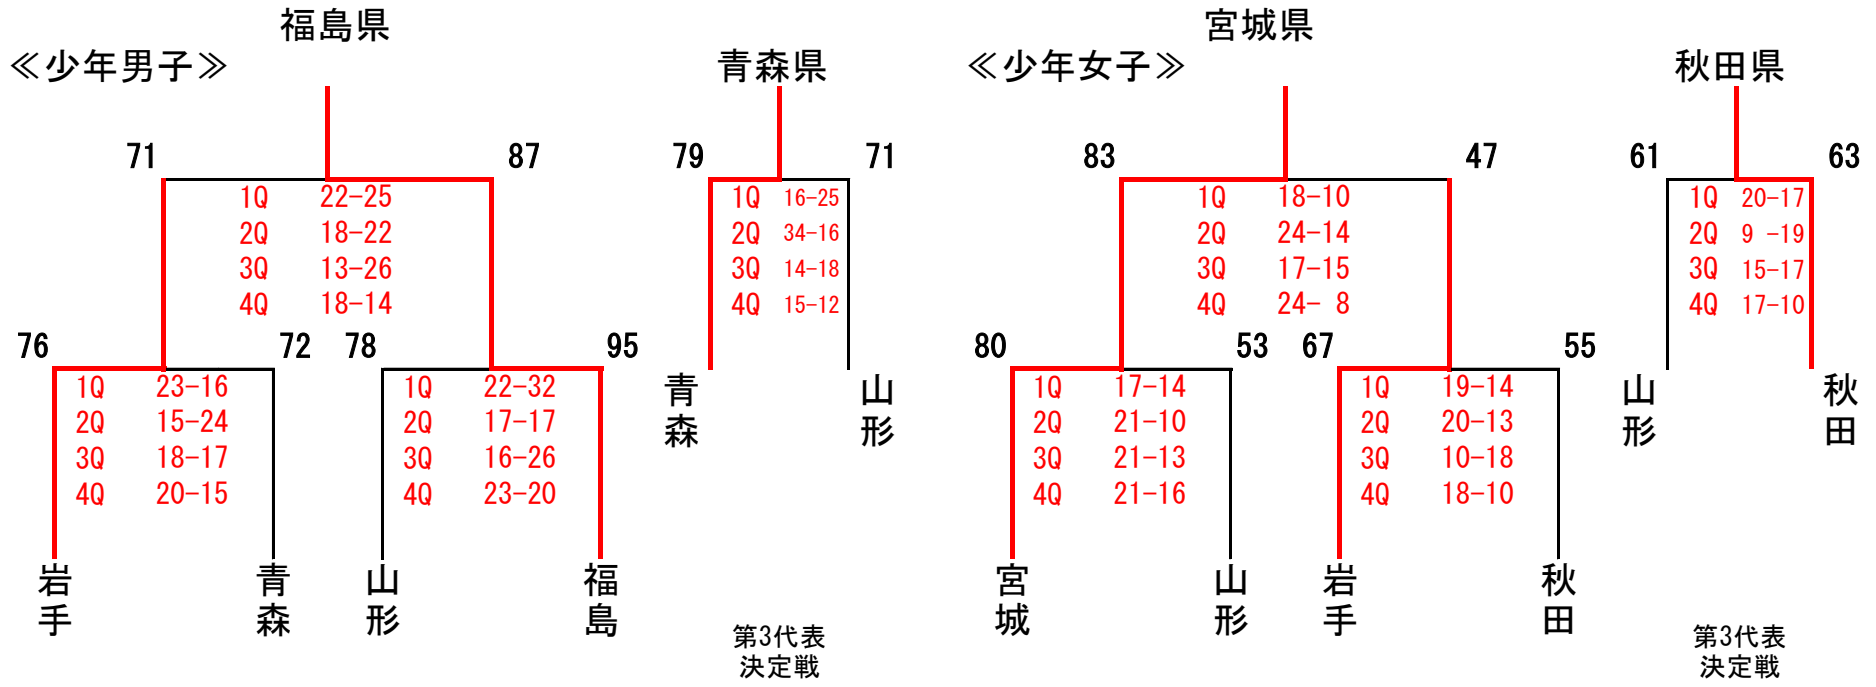 ≪少年男子≫
福島県
71 87
1Q 22-25
2Q 18-22
3Q 13-26
4Q 18-14
76 72
1Q 23-16
2Q 15-24
3Q 18-17
4Q 20-15
岩手
青森
78 95
1Q 22-32
2Q 17-17
3Q 16-26
4Q 23-20
山形
福島
青森県
79 71
1Q 16-25
2Q 34-16
3Q 14-18
4Q 15-12
青森
山形
第3代表
決定戦
≪少年女子≫
宮城県
83 47
1Q 18-10
2Q 24-14
3Q 17-15
4Q 24- 8
80 53
1Q 17-14
2Q 21-10
3Q 21-13
4Q 21-16
宮城
山形
67 55
1Q 19-14
2Q 20-13
3Q 10-18
4Q 18-10
岩手
秋田
秋田県
61 63
1Q 20-17
2Q 9 -19
3Q 15-17
4Q 17-10
山形
秋田
第3代表
決定戦